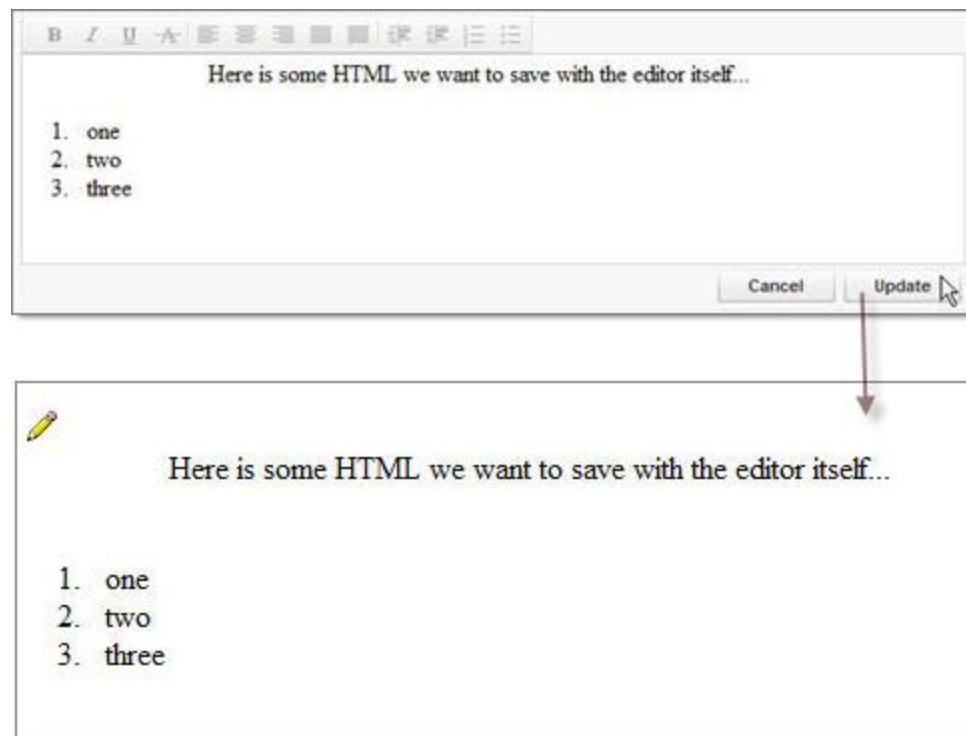 B I U A
Here is some HTML we want to save with the editor itself...
1. one
2. two
3. three
Cancel Update
Here is some HTML we want to save with the editor itself...
1. one
2. two
3. three